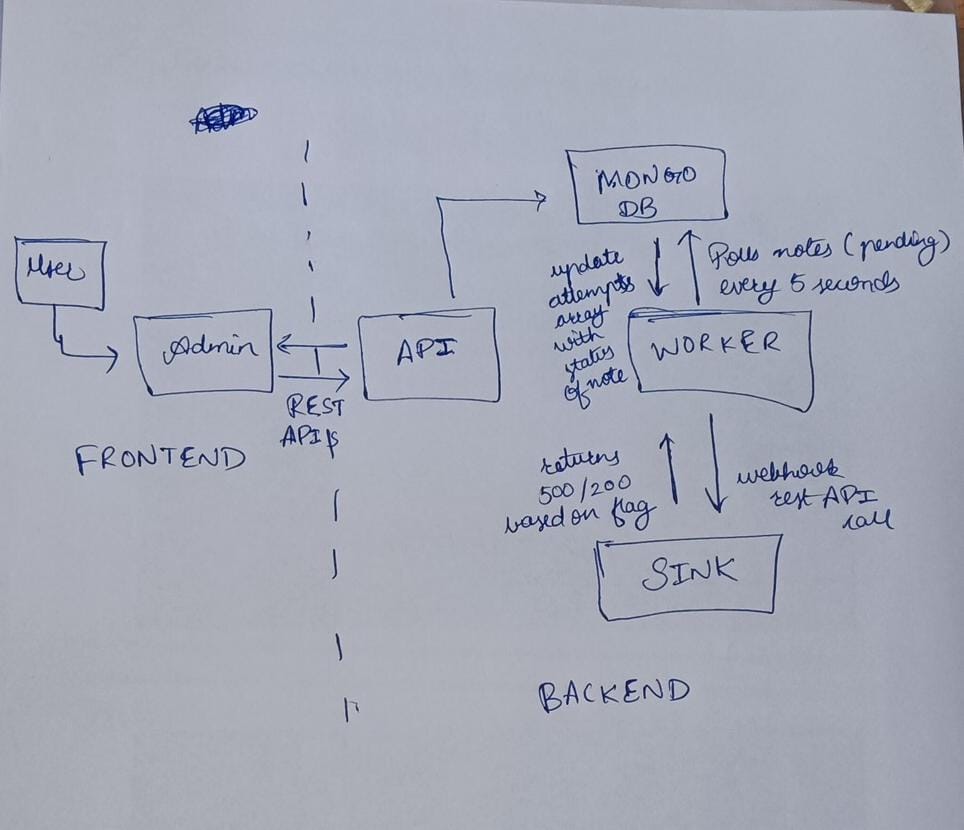 MONGO
DB
User
update
attempts
array
with
status
of note
Polls notes (pending)
every 5 seconds
Admin
API
WORKER
REST
API's
FRONTEND
returns
500/200
based on flag
webhook
rest API
call
SINK
BACKEND